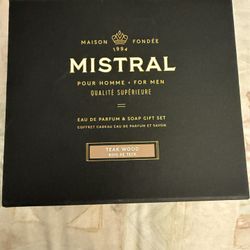 MAISON FONDÉE
1994
MISTRAL
POUR HOMME • FOR MEN
QUALITÉ SUPÉRIEURE
EAU DE PARFUM & SOAP GIFT SET
COFFRET CADEAU EAU DE PARFUM ET SAVON
TEAK WOOD
BOIS DE TECK